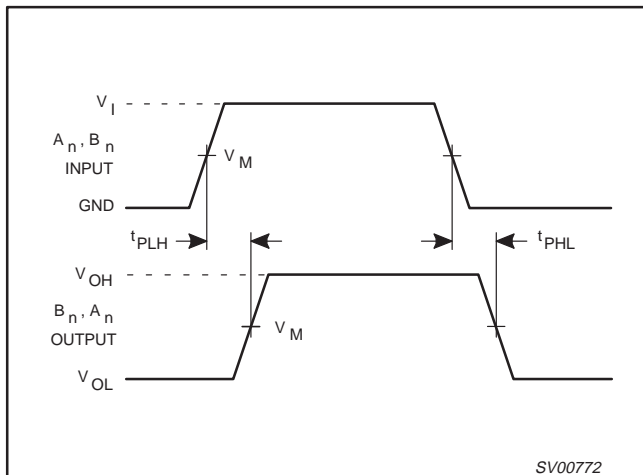 V_I
A_n, B_n
INPUT
V_M
GND
t_PLH
t_PHL
V_OH
B_n, A_n
OUTPUT
V_M
V_OL
SV00772